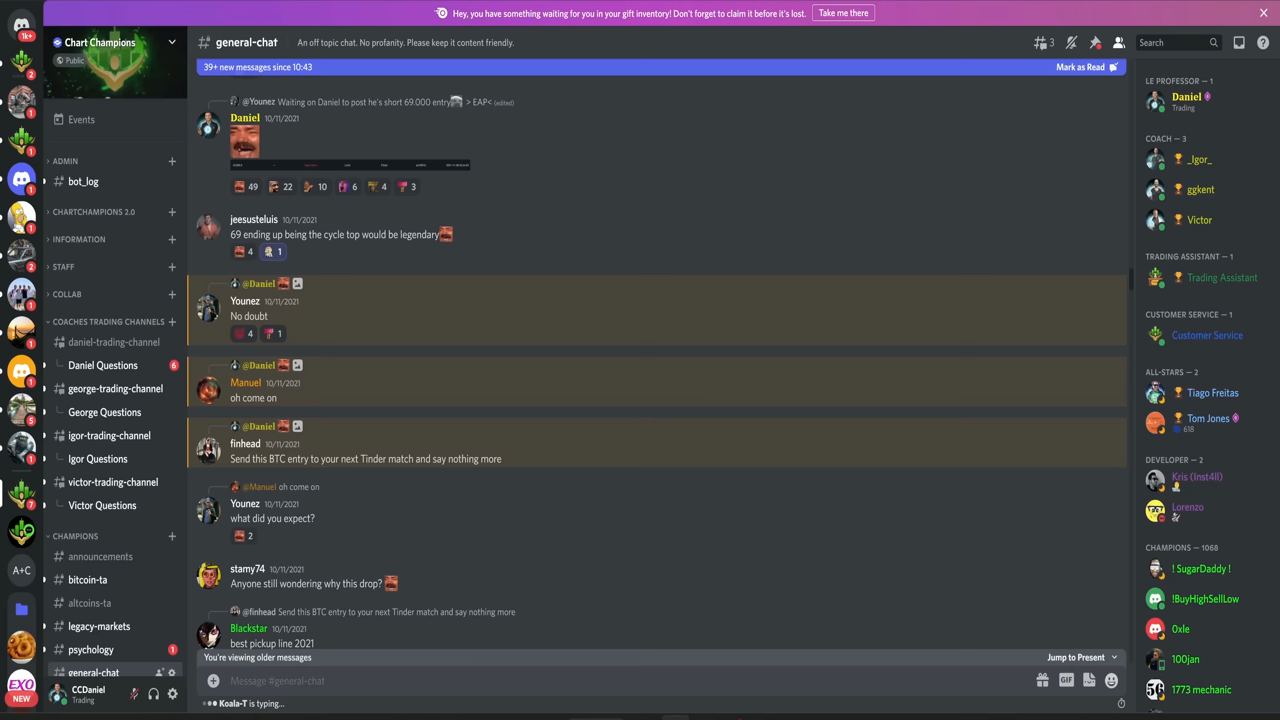 Hey, you have something waiting for you in your gift inventory! Don't forget to claim it before it's lost.
Take me there
1k+
Chart Champions
Public
general-chat
An off topic chat. No profanity. Please keep it content friendly.
3
Search
39+ new messages since 10:43
Mark as Read
Events
ADMIN
bot_log
CHARTCHAMPIONS 2.0
INFORMATION
STAFF
COLLAB
COACHES TRADING CHANNELS
daniel-trading-channel
Daniel Questions
6
george-trading-channel
George Questions
igor-trading-channel
Igor Questions
victor-trading-channel
Victor Questions
CHAMPIONS
announcements
bitcoin-ta
altcoins-ta
legacy-markets
psychology
1
general-chat
A+C
EXO
NEW
CCDaniel
Trading
@Younez Waiting on Daniel to post he's short 69.000 entry > EAP< (edited)
Daniel 10/11/2021
49 22 10 6 4 3
jeesusteluis 10/11/2021
69 ending up being the cycle top would be legendary
4 1
@Daniel
Younez 10/11/2021
No doubt
4 1
@Daniel
Manuel 10/11/2021
oh come on
@Daniel
finhead 10/11/2021
Send this BTC entry to your next Tinder match and say nothing more
@Manuel oh come on
Younez 10/11/2021
what did you expect?
2
stamy74 10/11/2021
Anyone still wondering why this drop?
@finhead Send this BTC entry to your next Tinder match and say nothing more
Blackstar 10/11/2021
best pickup line 2021
You're viewing older messages
Jump to Present
Message #general-chat
GIF
Koala-T is typing...
LE PROFESSOR — 1
Daniel
Trading
COACH — 3
_Igor_
ggkent
Victor
TRADING ASSISTANT — 1
Trading Assistant
CUSTOMER SERVICE — 1
Customer Service
ALL-STARS — 2
Tiago Freitas
Tom Jones
618
DEVELOPER — 2
Kris (Inst4ll)
Lorenzo
CHAMPIONS — 1068
! SugarDaddy !
!BuyHighSellLow
0xle
100jan
1773 mechanic